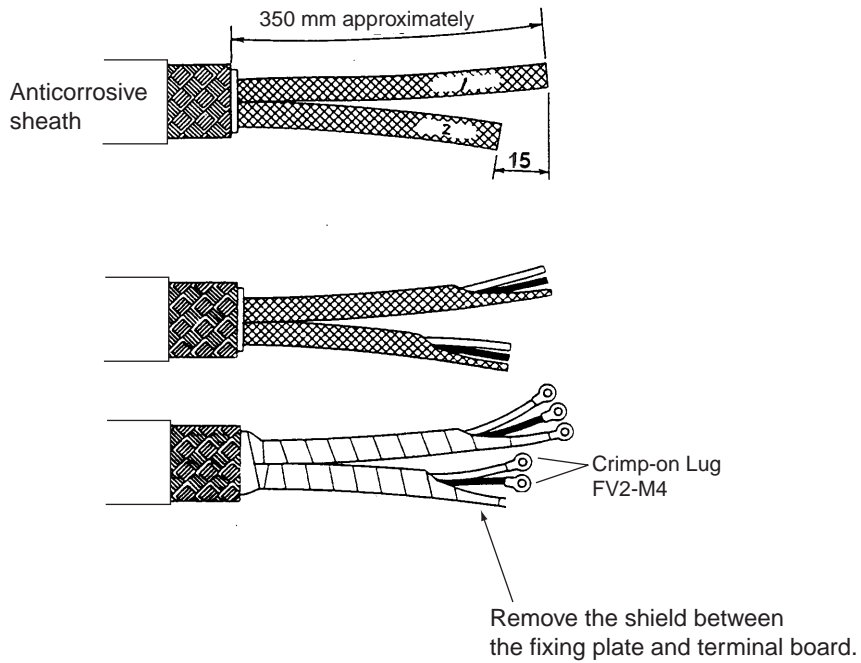 350 mm approximately
Anticorrosive
sheath
1
2
15
Crimp-on Lug
FV2-M4
Remove the shield between
the fixing plate and terminal board.